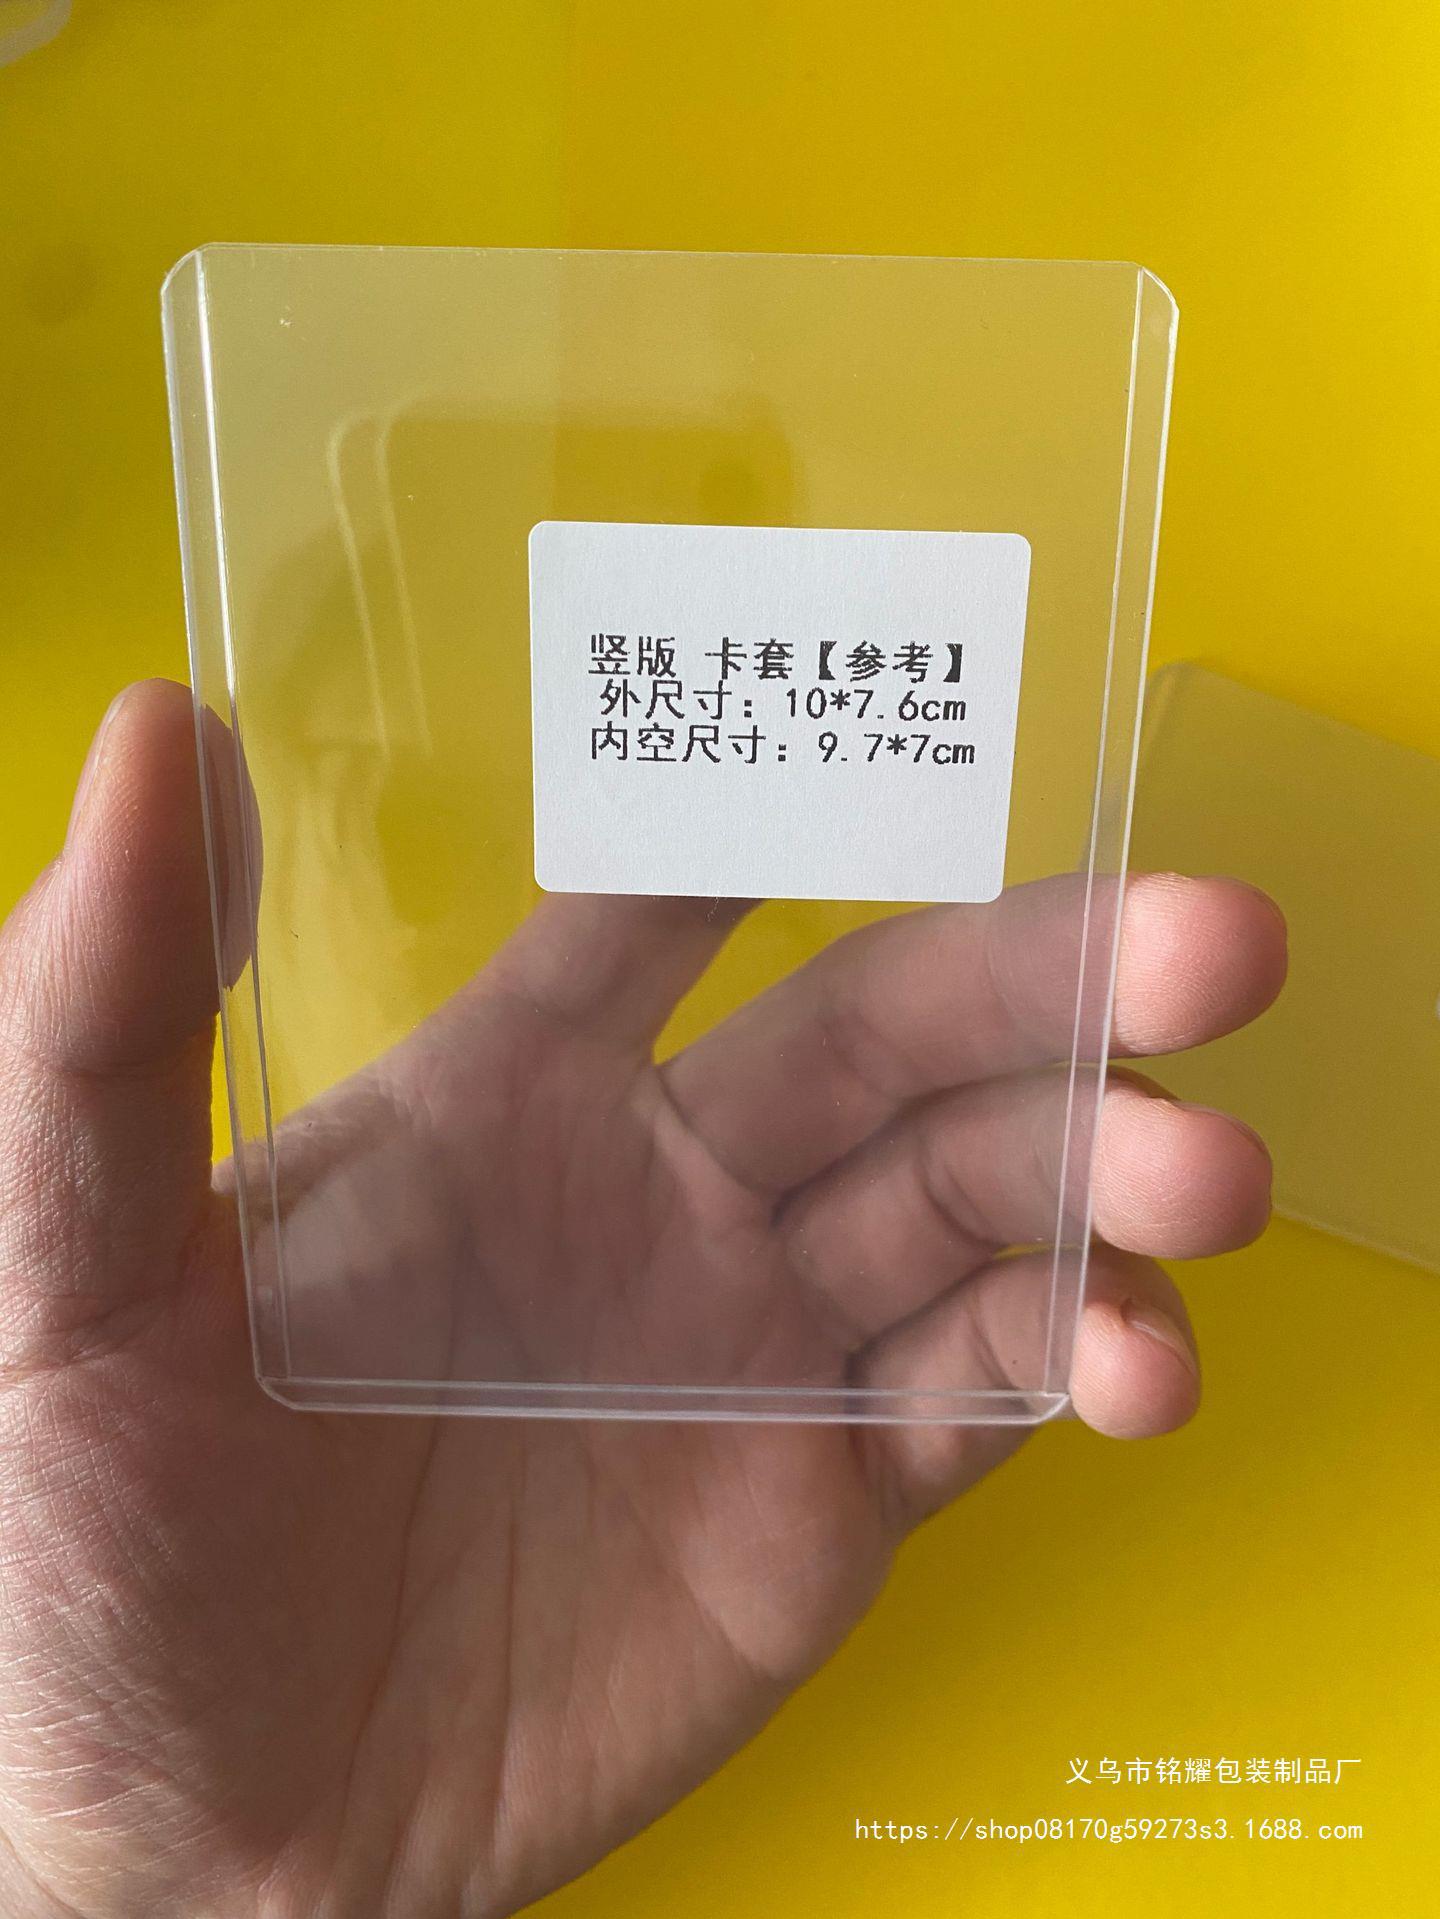 竖版 卡套【参考】
外尺寸：10*7.6cm
内空尺寸：9.7*7cm
义乌市铭耀包装制品厂
https://shop08170g59273s3.1688.com